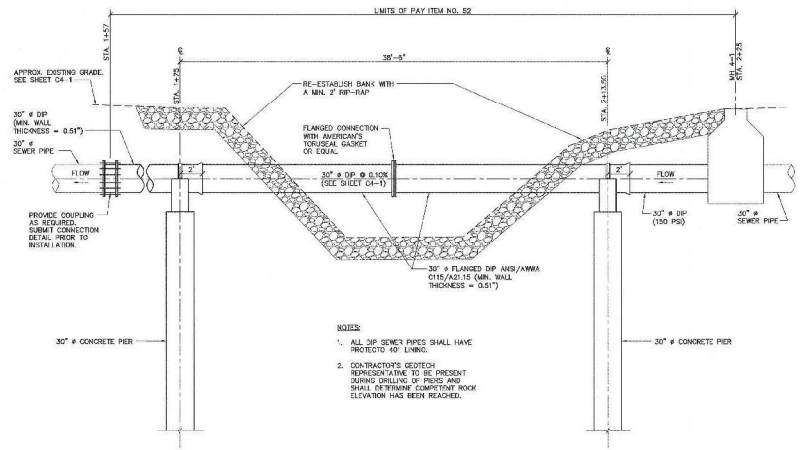 LIMITS OF PAY ITEM NO. 52
STA. 1+57
38'-6"
STA. 1+75
STA. 2+13.50
MH 4-1
STA. 2+25
APPROX. EXISTING GRADE.
SEE SHEET C4-1
RE-ESTABLISH BANK WITH
A MIN. 2' RIP-RAP
30" ø DIP
(MIN. WALL
THICKNESS = 0.51")
30" ø
SEWER PIPE
FLANGED CONNECTION
WITH AMERICAN'S
TORUSEAL GASKET
OR EQUAL
2'
2'
FLOW
30" ø DIP @ 0.10%
(SEE SHEET C4-1)
FLOW
PROVIDE COUPLING
AS REQUIRED.
SUBMIT CONNECTION
DETAIL PRIOR TO
INSTALLATION.
30" ø DIP
(150 PSI)
30" ø
SEWER PIPE
30" ø FLANGED DIP ANSI/AWWA
C115/A21.15 (MIN. WALL
THICKNESS = 0.51")
30" ø CONCRETE PIER
30" ø CONCRETE PIER
NOTES:
1. ALL DIP SEWER PIPES SHALL HAVE
PROTECTO 401 LINING.
2. CONTRACTOR'S GEOTECH
REPRESENTATIVE TO BE PRESENT
DURING DRILLING OF PIERS AND
SHALL DETERMINE COMPETENT ROCK
ELEVATION HAS BEEN REACHED.